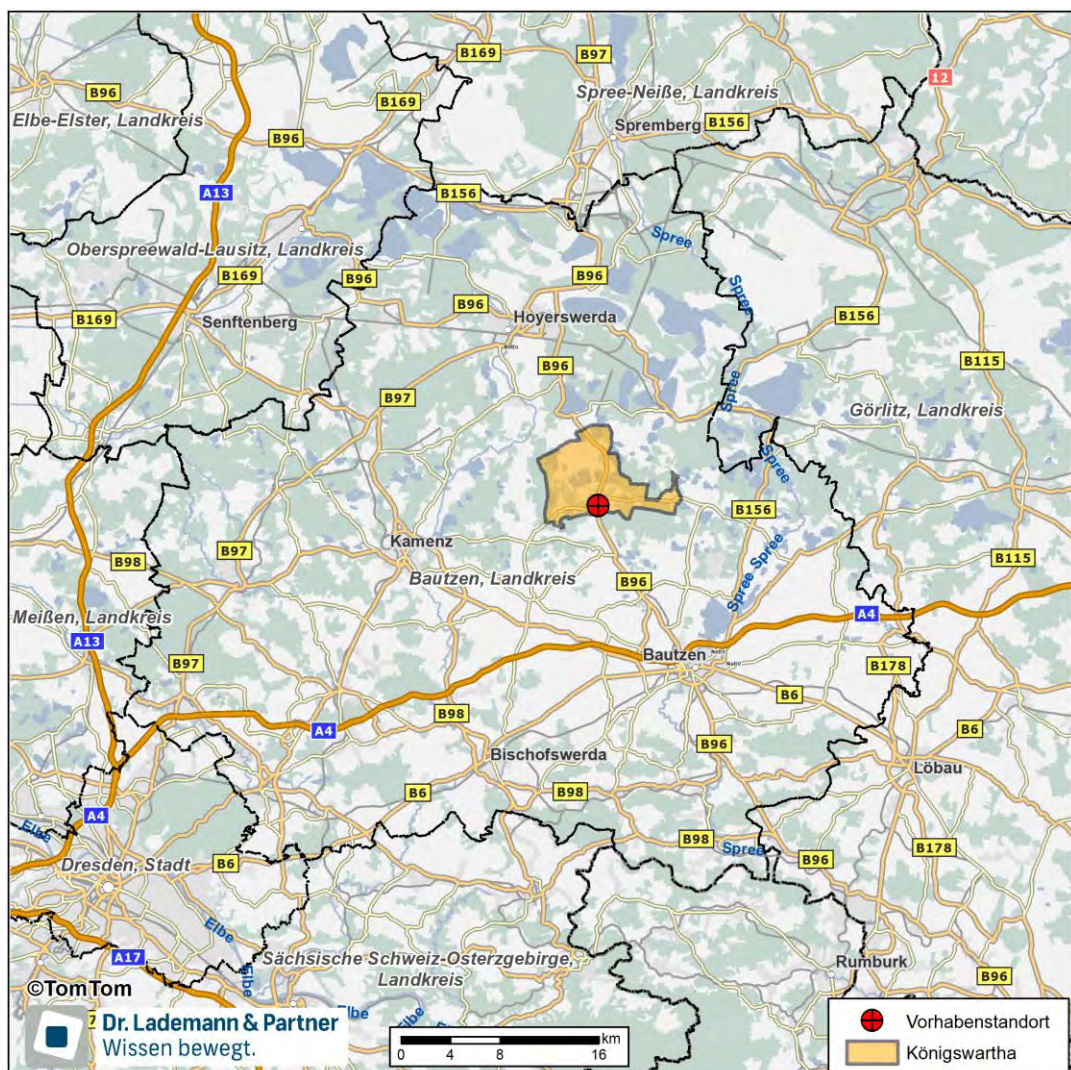 B169
B97
12
B96
Elbe-Elster, Landkreis
B169
Spree-Neiße, Landkreis
Spremberg
B156
B96
A13
B156
Spree
Oberspreewald-Lausitz, Landkreis
B169
B96
B96
Spree
B169
Senftenberg
B96
Hoyerswerda
B156
B96
B115
B97
Spree
Görlitz, Landkreis
Spree
B156
Kamenz
B97
B98
Bautzen, Landkreis
B96
Spree
Spree
B115
Meißen, Landkreis
A13
A4
Bautzen
B97
B178
B6
B98
A4
B96
B6
Bischofswerda
Löbau
B6
B98
A4
Elbe
B98
Spree
B96
B178
Dresden, Stadt
B6
Elbe
A17
Elbe
Sächsische Schweiz-Osterzgebirge,
Landkreis
Rumburk
B96
©TomTom
Elbe
Elbe
Dr. Lademann & Partner
Wissen bewegt.
km
0 4 8 16
Vorhabenstandort
Königswartha